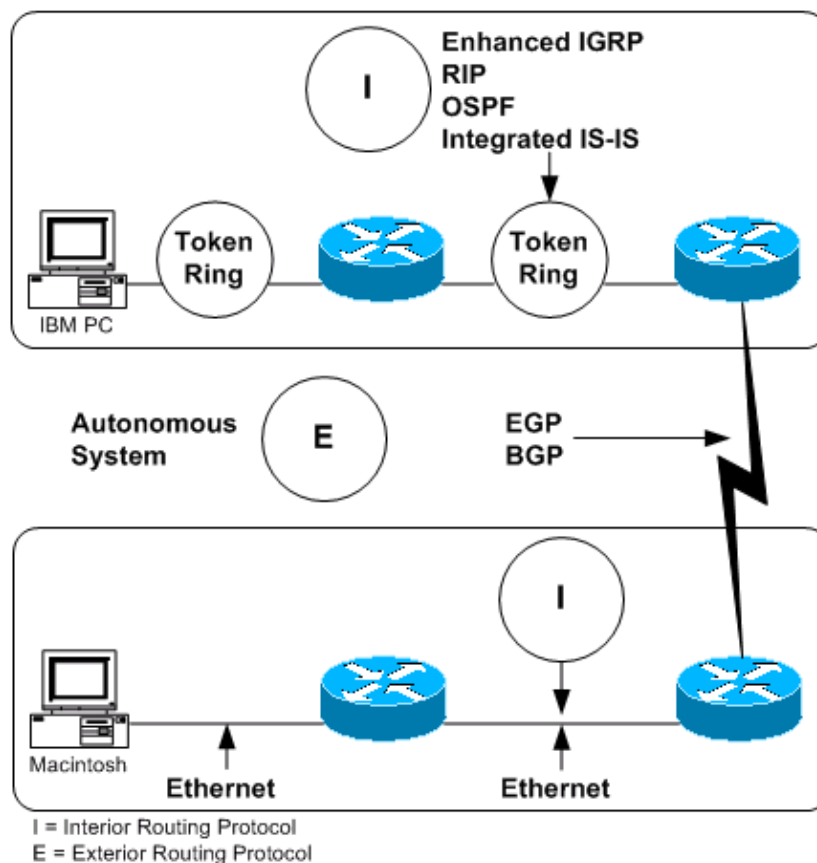 Enhanced IGRP
RIP
OSPF
Integrated IS-IS
I
Token
Ring
Token
Ring
IBM PC
Autonomous
System
E
EGP
BGP
I
Macintosh
Ethernet
Ethernet
I = Interior Routing Protocol
E = Exterior Routing Protocol